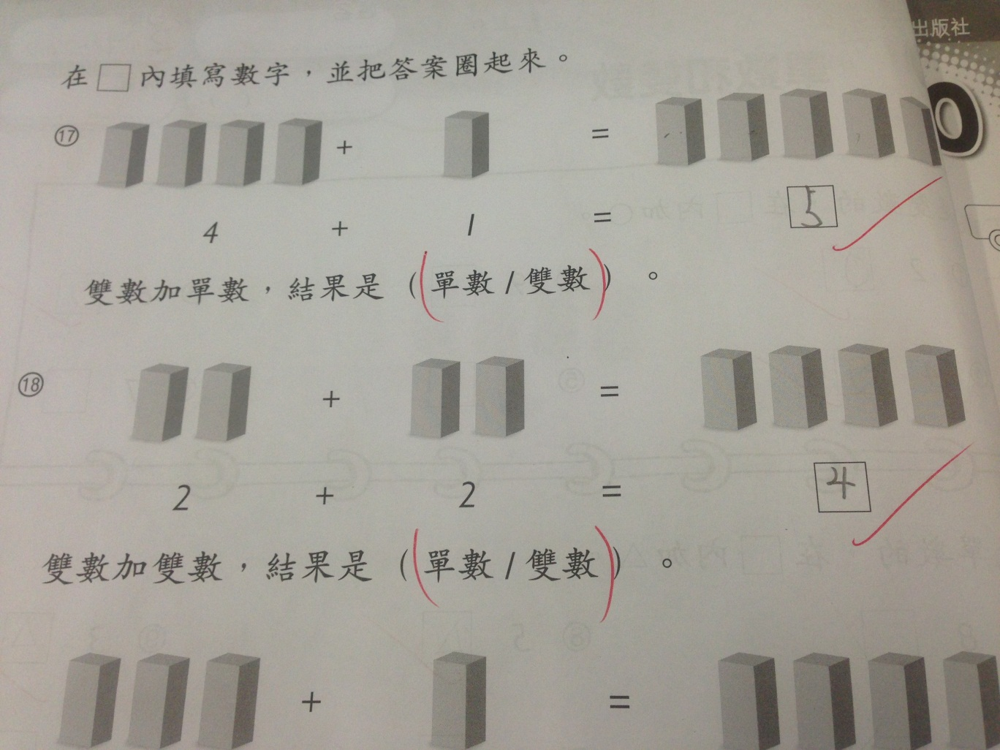 出版社
在□內填寫數字，並把答案圈起來。
⑰ + =
4 + 1 = 5
雙數加單數，結果是（單數/雙數）。
⑱ + =
2 + 2 = 4
雙數加雙數，結果是（單數/雙數）。
+ =